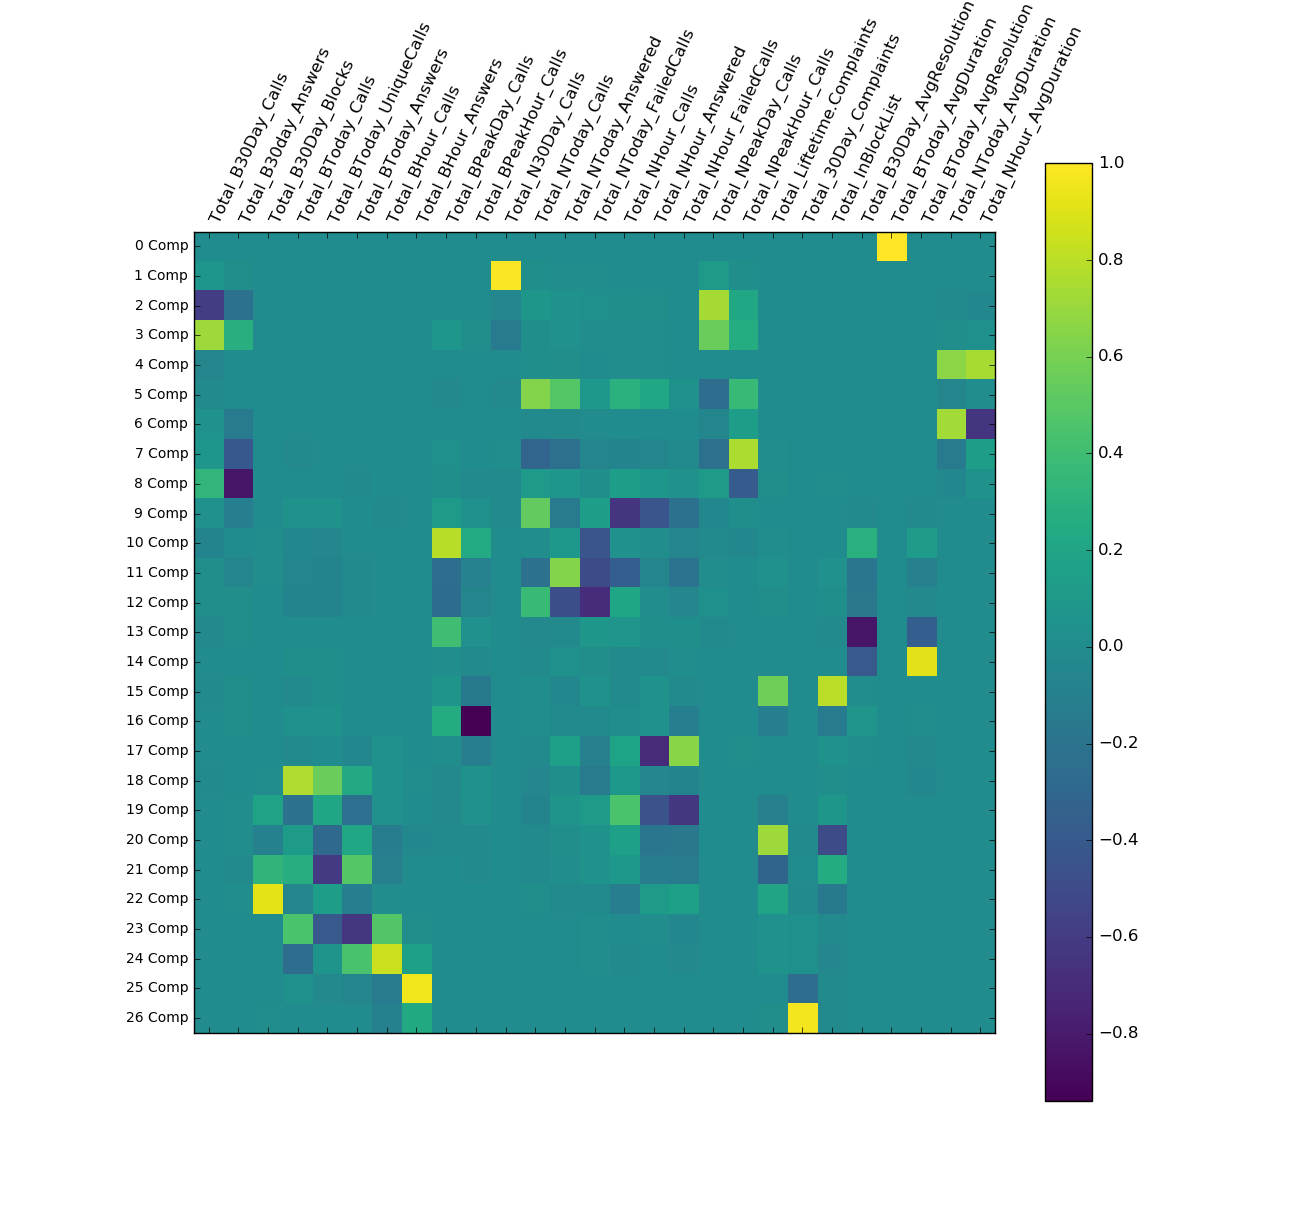 Total_B30Day_Calls
Total_B30day_Answers
Total_B30Day_Blocks
Total_BToday_Calls
Total_BToday_UniqueCalls
Total_BToday_Answers
Total_BHour_Calls
Total_BHour_Answers
Total_BPeakDay_Calls
Total_BPeakHour_Calls
Total_N30Day_Calls
Total_NToday_Calls
Total_NToday_Answered
Total_NToday_FailedCalls
Total_NHour_Calls
Total_NHour_Answered
Total_NHour_FailedCalls
Total_NPeakDay_Calls
Total_NPeakHour_Calls
Total_Liftetime.Complaints
Total_30Day_Complaints
Total_InBlockList
Total_B30Day_AvgResolution
Total_BToday_AvgDuration
Total_BToday_AvgResolution
Total_NToday_AvgDuration
Total_NHour_AvgDuration
0 Comp
1 Comp
2 Comp
3 Comp
4 Comp
5 Comp
6 Comp
7 Comp
8 Comp
9 Comp
10 Comp
11 Comp
12 Comp
13 Comp
14 Comp
15 Comp
16 Comp
17 Comp
18 Comp
19 Comp
20 Comp
21 Comp
22 Comp
23 Comp
24 Comp
25 Comp
26 Comp
1.0
0.8
0.6
0.4
0.2
0.0
−0.2
−0.4
−0.6
−0.8